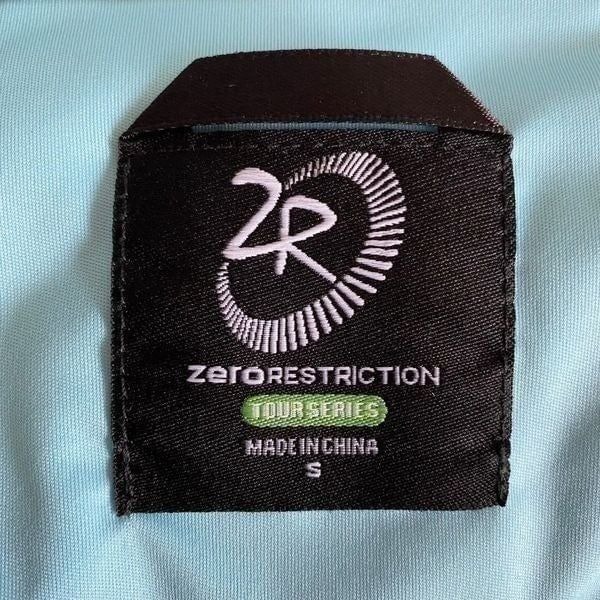 ZR
zeroRESTRICTION
TOUR SERIES
MADE IN CHINA
S